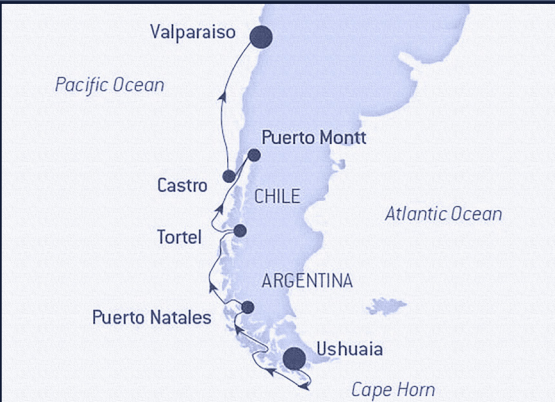 Valparaiso
Pacific Ocean
Puerto Montt
Castro
CHILE
Atlantic Ocean
Tortel
ARGENTINA
Puerto Natales
Ushuaia
Cape Horn